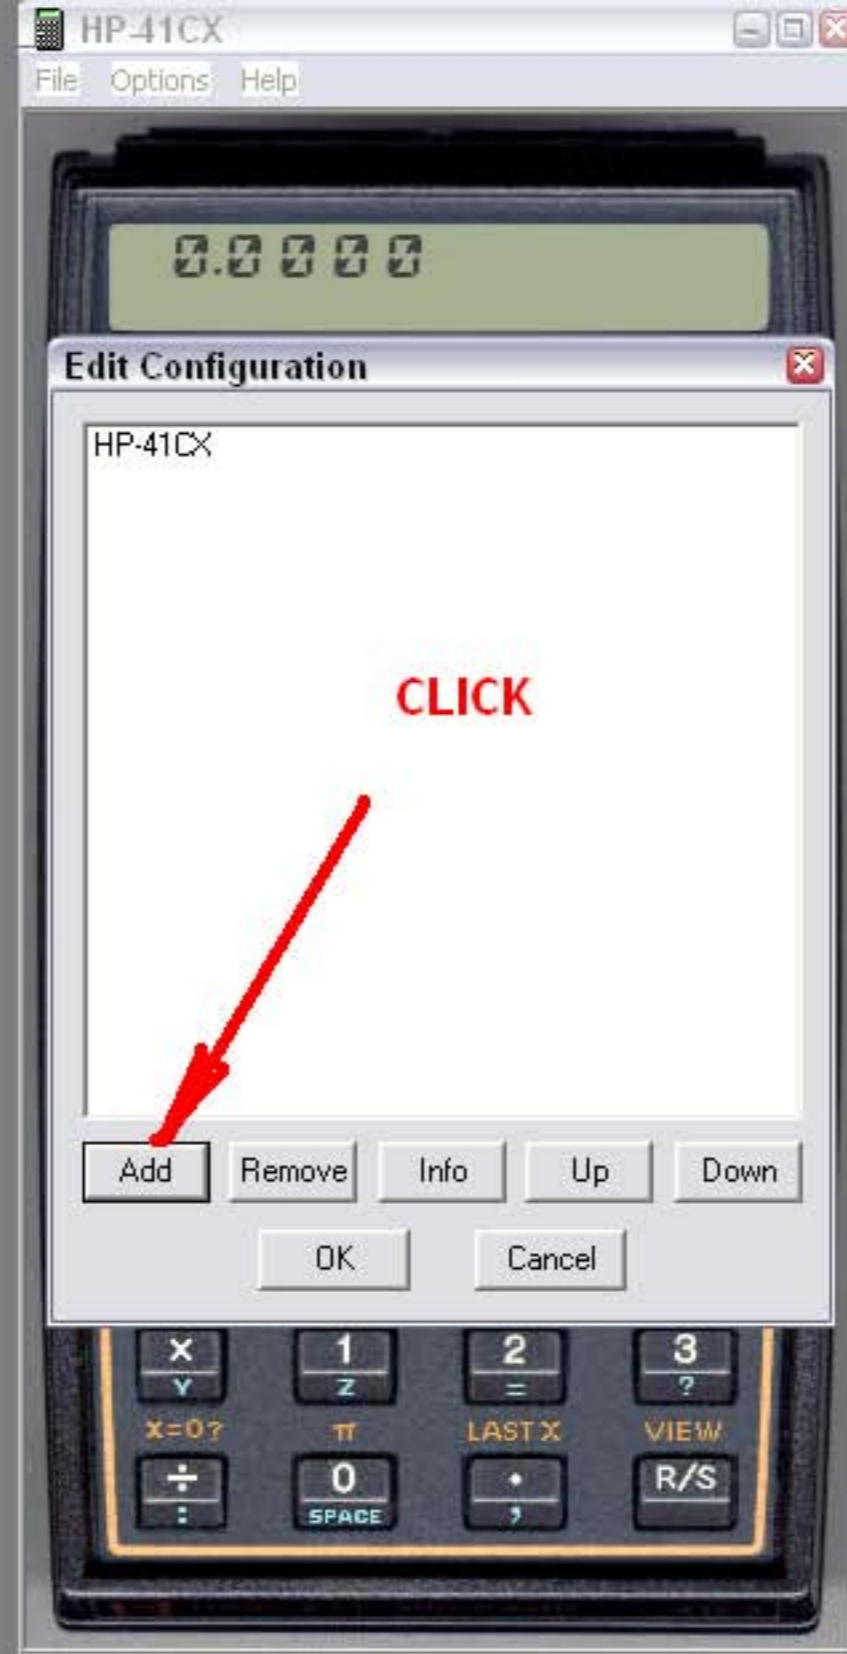 HP-41CX
File Options Help
0.0000
Edit Configuration
HP-41CX
CLICK
Add Remove Info Up Down
OK Cancel
X 1 2 3
Y Z = ?
X=0? π LAST X VIEW
÷ 0 . R/S
: SPACE ,